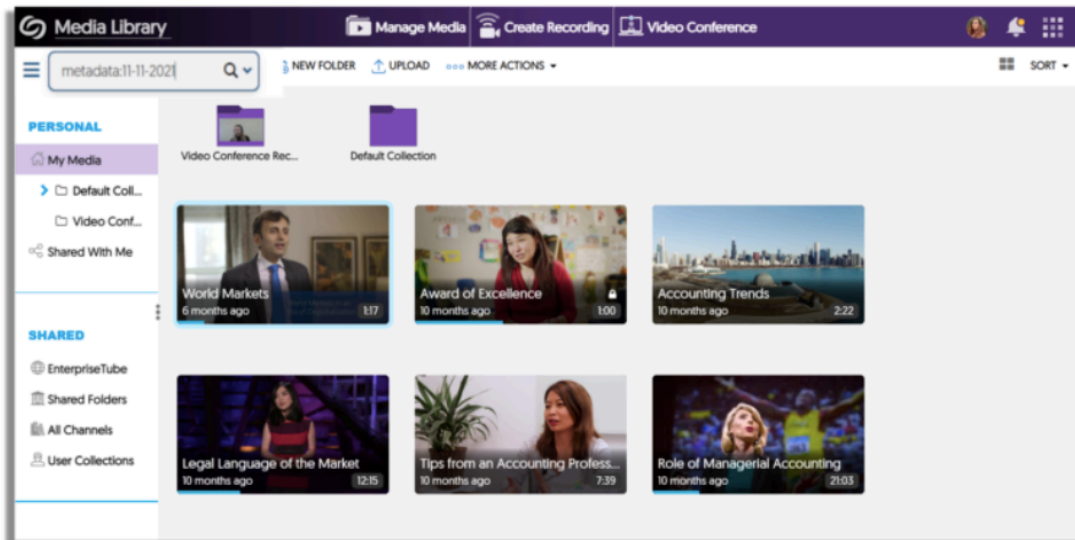 Media Library
Manage Media
Create Recording
Video Conference
metadata:11-11-2021
NEW FOLDER
UPLOAD
MORE ACTIONS
SORT
PERSONAL
My Media
Default Coll...
Video Conf...
Shared With Me
SHARED
EnterpriseTube
Shared Folders
All Channels
User Collections
Video Conference Rec...
Default Collection
World Markets
6 months ago
1:17
Award of Excellence
10 months ago
1:00
Accounting Trends
10 months ago
2:22
Legal Language of the Market
10 months ago
12:15
Tips from an Accounting Profess...
10 months ago
7:39
Role of Managerial Accounting
10 months ago
21:03